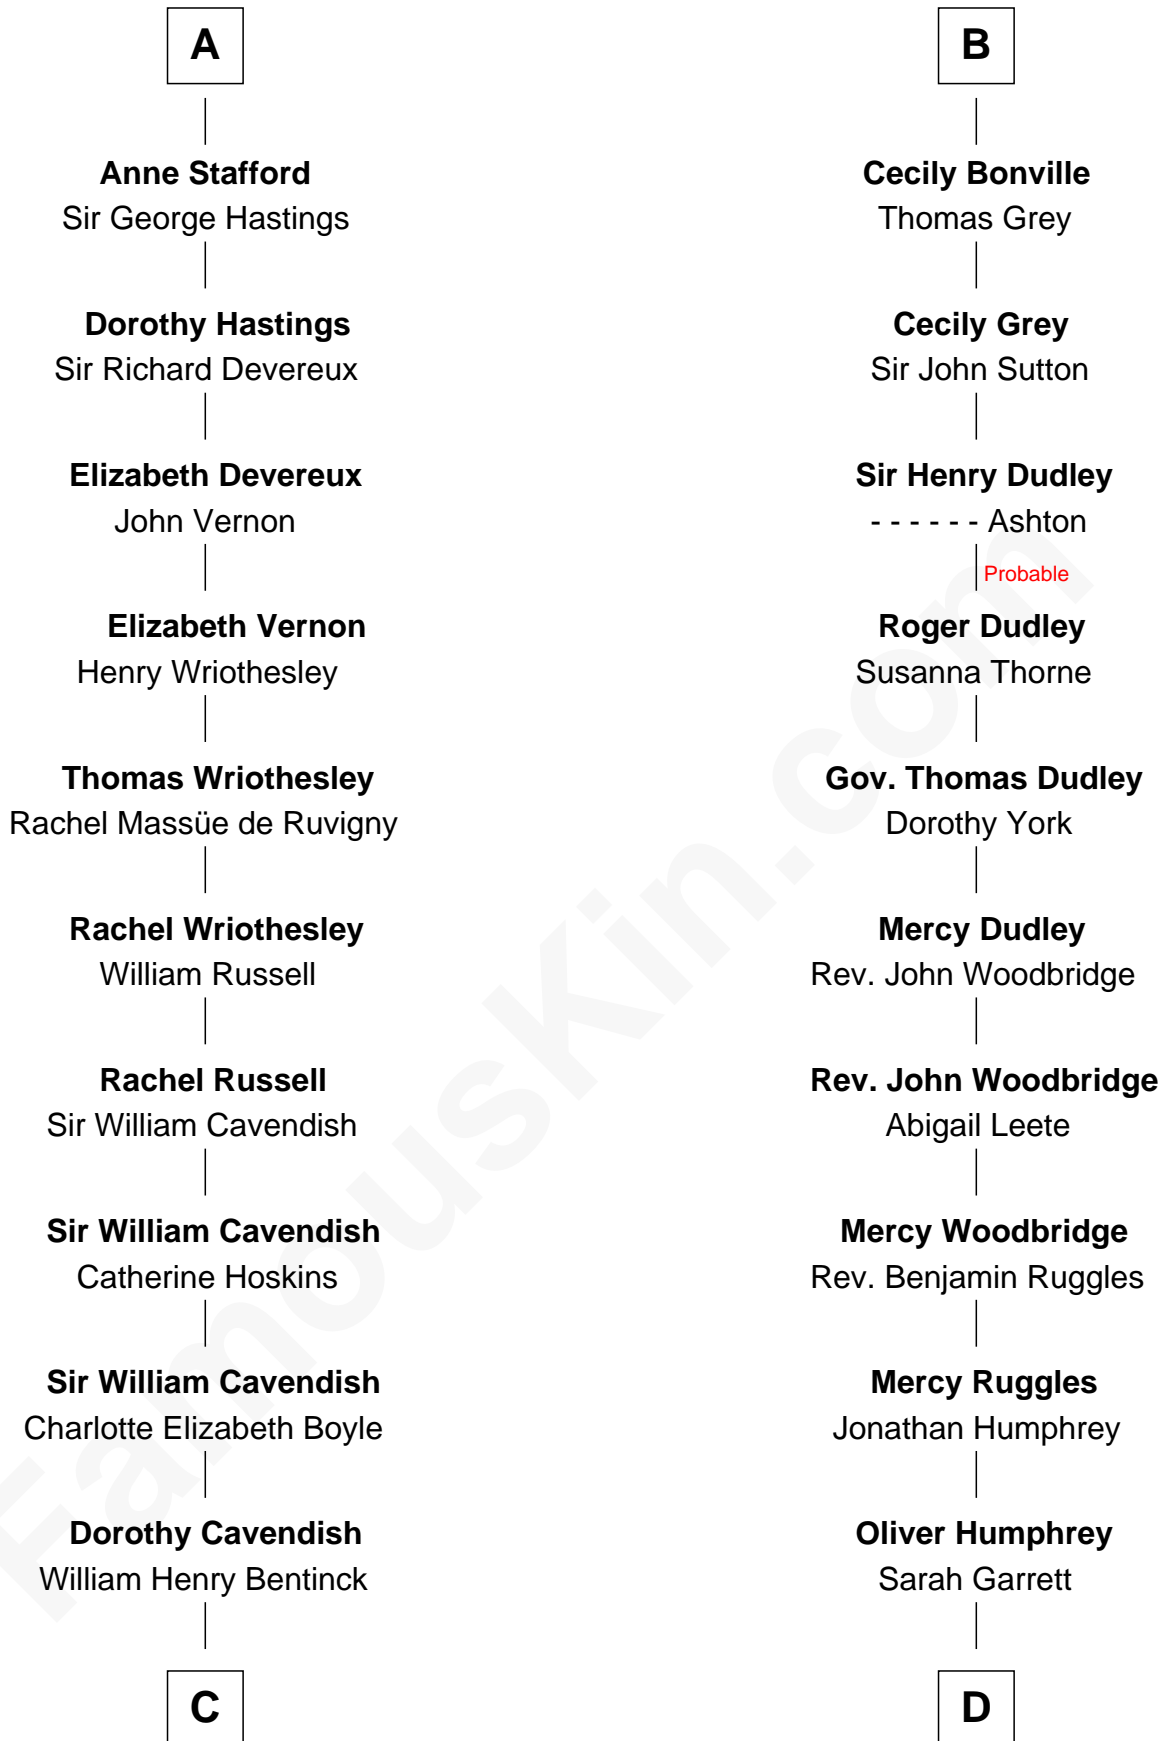 A
Anne Stafford
Sir George Hastings
Dorothy Hastings
Sir Richard Devereux
Elizabeth Devereux
John Vernon
Elizabeth Vernon
Henry Wriothesley
Thomas Wriothesley
Rachel Massüe de Ruvigny
Rachel Wriothesley
William Russell
Rachel Russell
Sir William Cavendish
Sir William Cavendish
Catherine Hoskins
Sir William Cavendish
Charlotte Elizabeth Boyle
Dorothy Cavendish
William Henry Bentinck
C
B
Cecily Bonville
Thomas Grey
Cecily Grey
Sir John Sutton
Sir Henry Dudley
- - - - - - Ashton
Probable
Roger Dudley
Susanna Thorne
Gov. Thomas Dudley
Dorothy York
Mercy Dudley
Rev. John Woodbridge
Rev. John Woodbridge
Abigail Leete
Mercy Woodbridge
Rev. Benjamin Ruggles
Mercy Ruggles
Jonathan Humphrey
Oliver Humphrey
Sarah Garrett
D
FamousKin.com